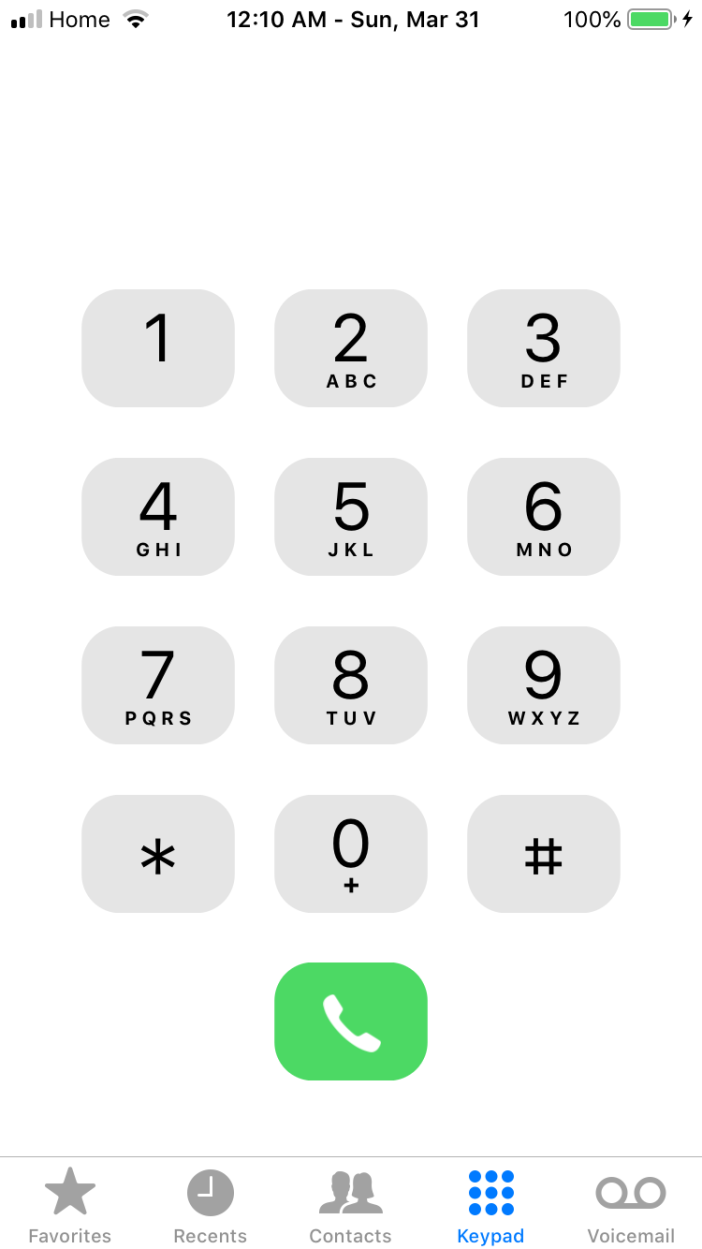 Home 12:10 AM - Sun, Mar 31 100%
1 2 3
ABC DEF
4 5 6
GHI JKL MNO
7 8 9
PQRS TUV WXYZ
* 0 #
+
Favorites Recents Contacts Keypad Voicemail